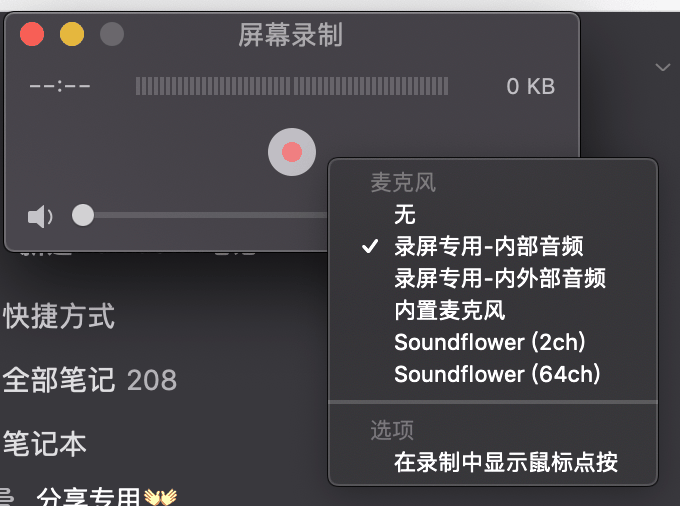 屏幕录制
--:--
0 KB
麦克风
无
录屏专用-内部音频
录屏专用-内外部音频
内置麦克风
Soundflower (2ch)
Soundflower (64ch)
选项
在录制中显示鼠标点按
快捷方式
全部笔记 208
笔记本
分享专用👐